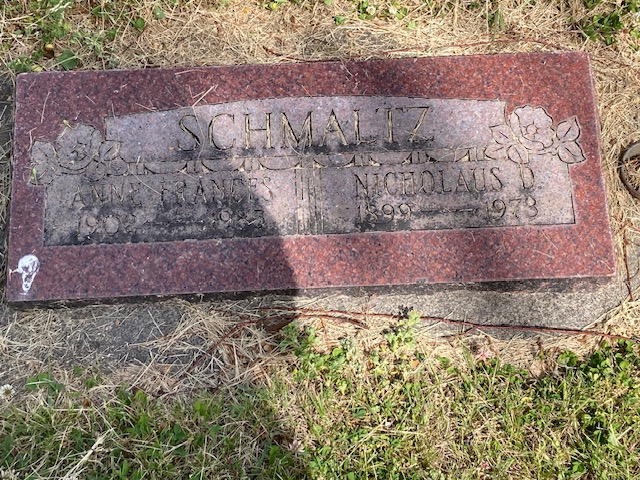 SCHMALTZ
ANNE FRANCES
NICHOLAUS D.
1899 — 1973